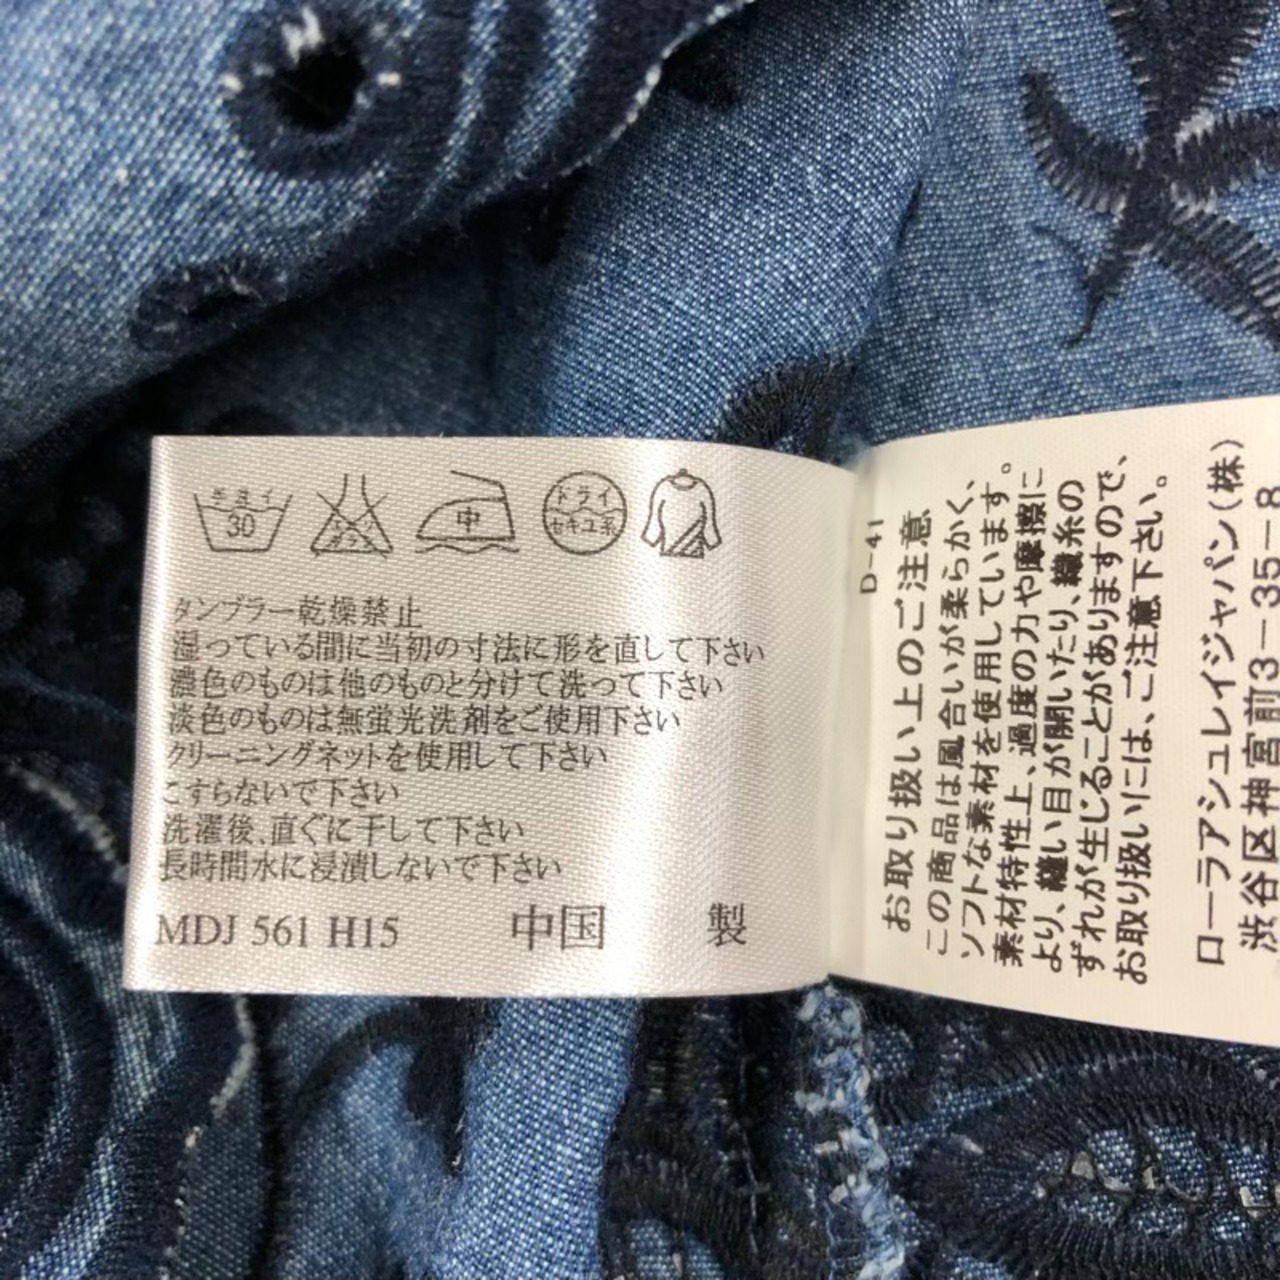 手洗イ
30
エンソ
サラシ
中
ドライ
セキユ系
タンブラー乾燥禁止
湿っている間に当初の寸法に形を直して下さい
濃色のものは他のものと分けて洗って下さい
淡色のものは無蛍光洗剤をご使用下さい
クリーニングネットを使用して下さい
こすらないで下さい
洗濯後、直ぐに干して下さい
長時間水に浸漬しないで下さい
MDJ 561 H15 中国 製
D-41
お取り扱い上のご注意
この商品は風合いが柔らかく、
ソフトな素材を使用しています。
素材特性上、過度の力や摩擦に
より、縫い目が開いたり、織糸の
ずれが生じることがありますので、
お取り扱いには、ご注意下さい。
ローラアシュレイジャパン(株)
渋谷区神宮前3-35-8